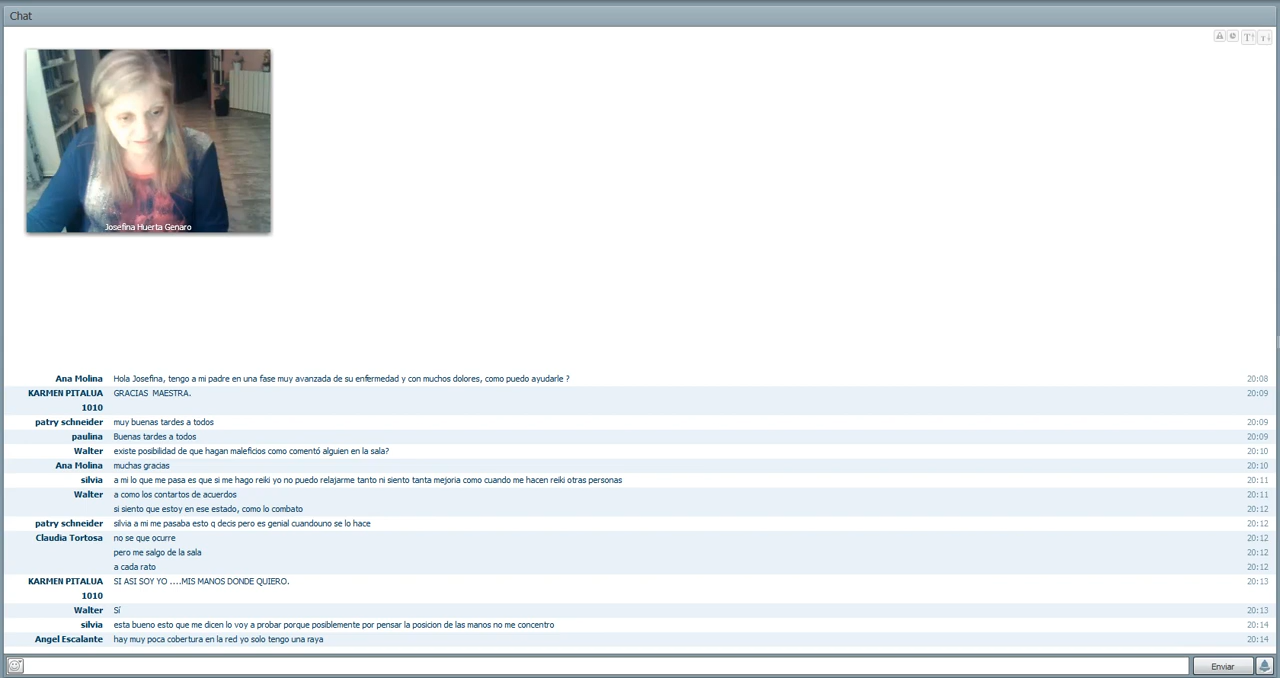 Chat
Josefina Huerta Genaro
Ana Molina Hola Josefina, tengo a mi padre en una fase muy avanzada de su enfermedad y con muchos dolores, como puedo ayudarle ? 20:08
KARMEN PITALUA GRACIAS MAESTRA. 20:09
1010
patry schneider muy buenas tardes a todos 20:09
paulina Buenas tardes a todos 20:09
Walter existe posibilidad de que hagan maleficios como comentó alguien en la sala? 20:10
Ana Molina muchas gracias 20:10
silvia a mi lo que me pasa es que si me hago reiki yo no puedo relajarme tanto ni siento tanta mejoria como cuando me hacen reiki otras personas 20:11
Walter a como los contartos de acuerdos 20:11
si siento que estoy en ese estado, como lo combato 20:12
patry schneider silvia a mi me pasaba esto q decis pero es genial cuandouno se lo hace 20:12
Claudia Tortosa no se que ocurre 20:12
pero me salgo de la sala 20:12
a cada rato 20:12
KARMEN PITALUA SI ASI SOY YO ....MIS MANOS DONDE QUIERO. 20:13
1010
Walter Sí 20:13
silvia esta bueno esto que me dicen lo voy a probar porque posiblemente por pensar la posicion de las manos no me concentro 20:14
Angel Escalante hay muy poca cobertura en la red yo solo tengo una raya 20:14
Enviar